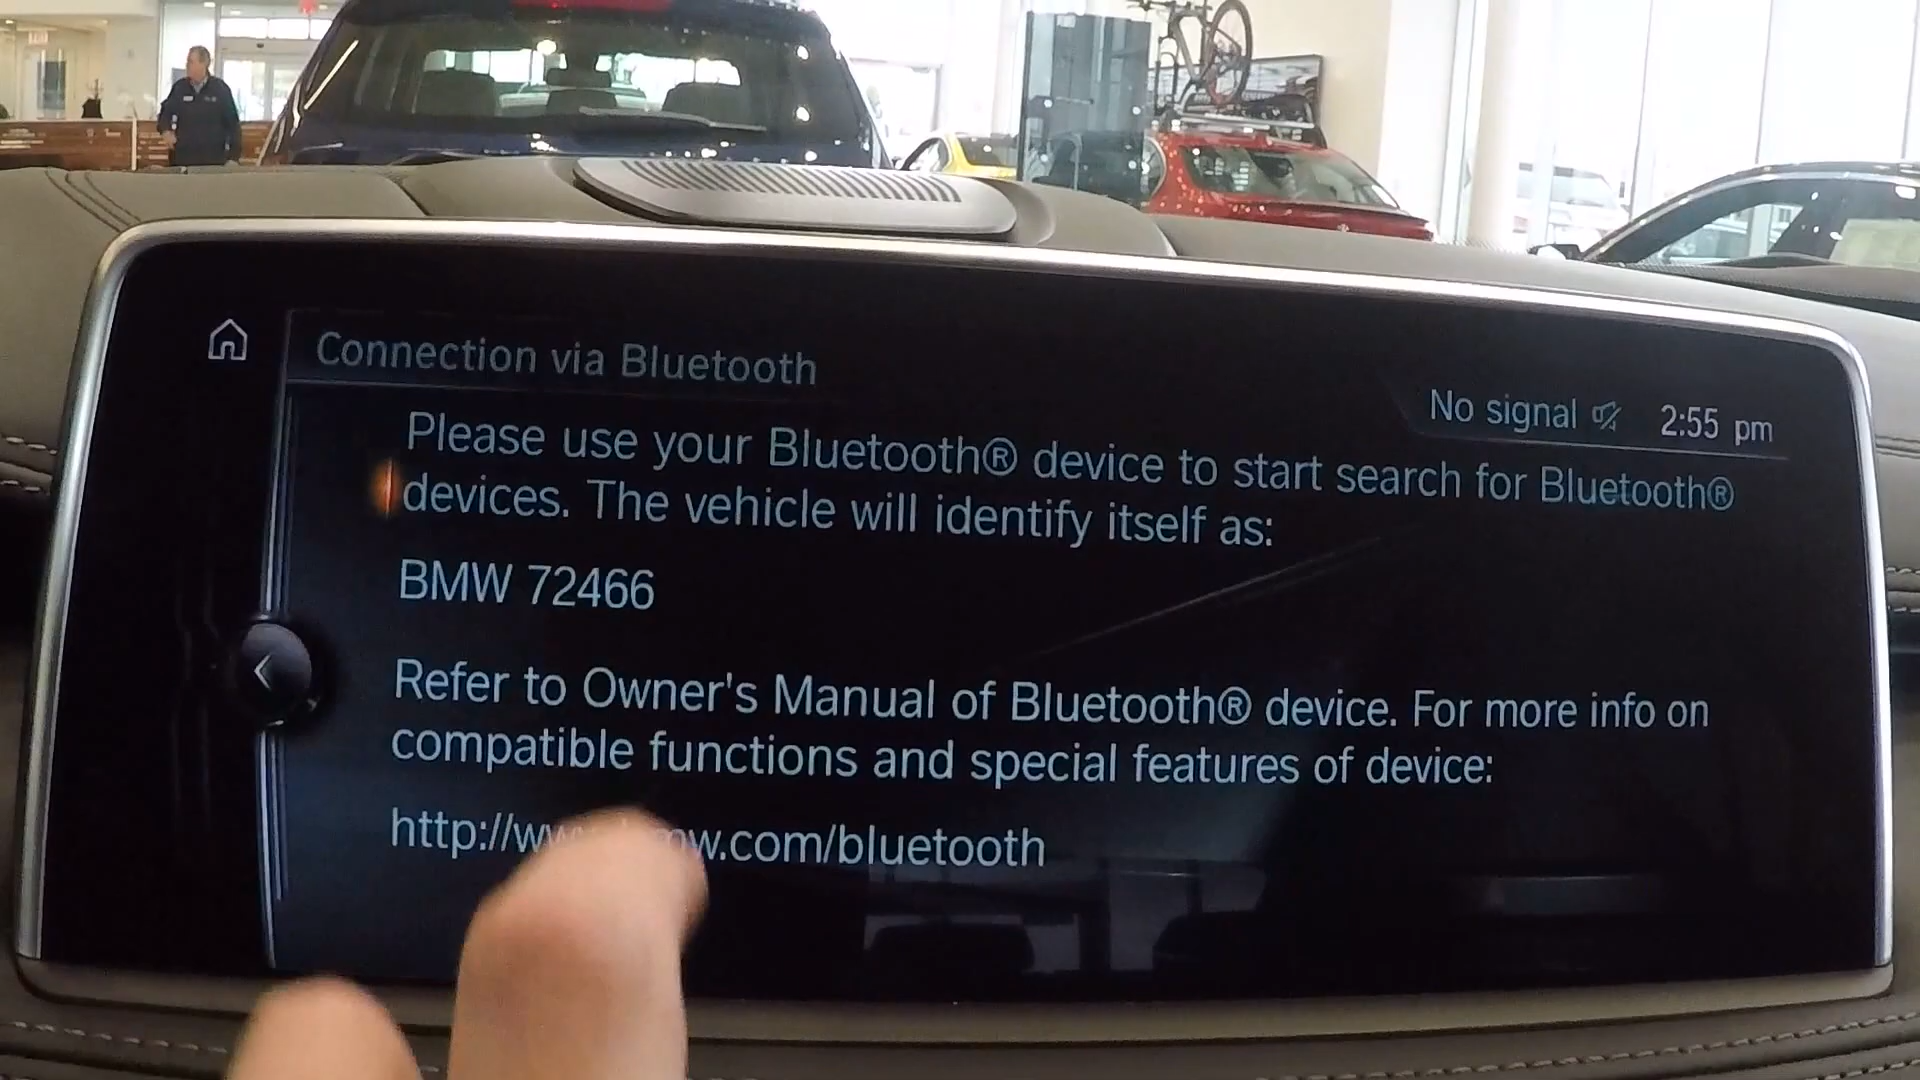 Connection via Bluetooth
No signal 2:55 pm
Please use your Bluetooth® device to start search for Bluetooth®
devices. The vehicle will identify itself as:
BMW 72466
Refer to Owner's Manual of Bluetooth® device. For more info on
compatible functions and special features of device:
.com/bluetooth